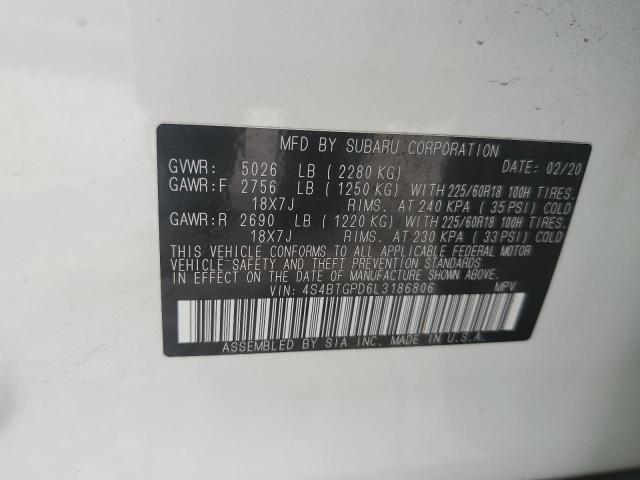 MFD BY SUBARU CORPORATION DATE: 02/20
GVWR: 5026 LB (2280 KG)
GAWR:F 2756 LB (1250 KG) WITH 225/60R18 100H TIRES.
18X7J RIMS. AT 240 KPA (35 PSI) COLD
GAWR:R 2690 LB (1220 KG) WITH 225/60R18 100H TIRES.
18X7J RIMS. AT 230 KPA (33 PSI) COLD
THIS VEHICLE CONFORMS TO ALL APPLICABLE FEDERAL MOTOR
VEHICLE SAFETY AND THEFT PREVENTION STANDARDS
IN EFFECT ON THE DATE OF MANUFACTURE SHOWN ABOVE.
VIN: 4S4BTGPD6L3186806 MPV
ASSEMBLED BY SIA INC. MADE IN U.S.A.